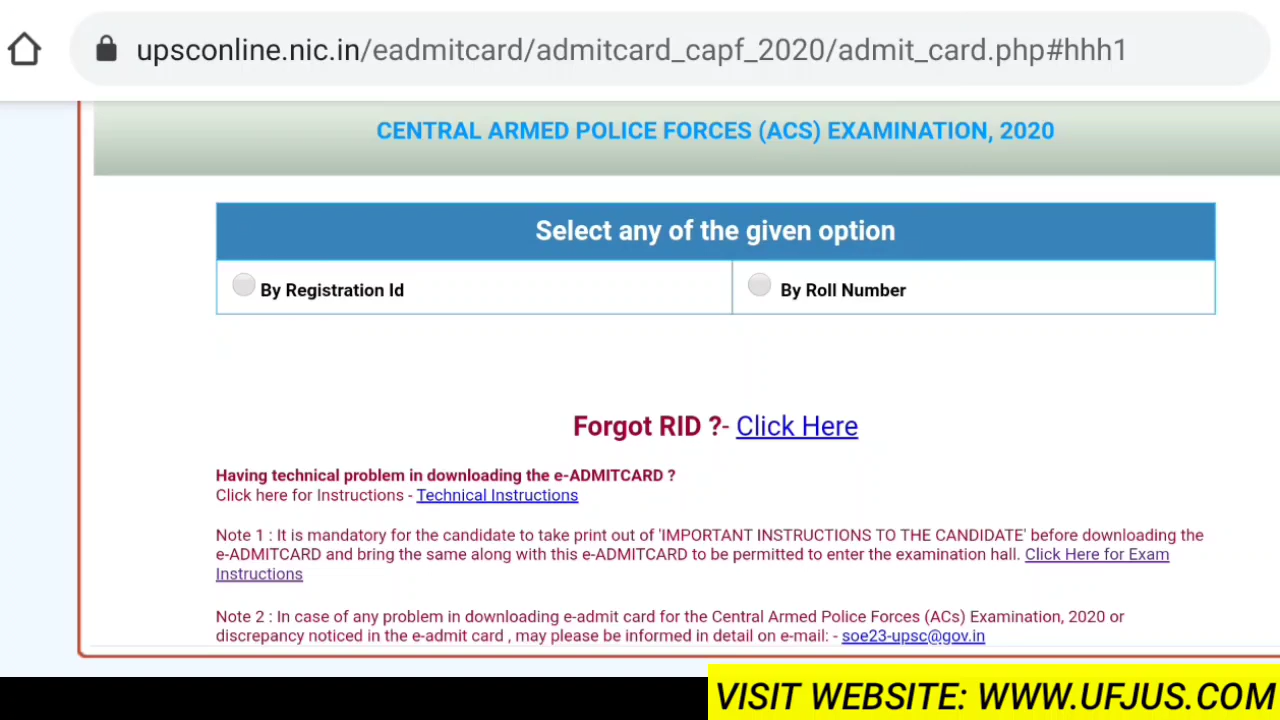 upsconline.nic.in/eadmitcard/admitcard_capf_2020/admit_card.php#hhh1
CENTRAL ARMED POLICE FORCES (ACS) EXAMINATION, 2020
Select any of the given option
By Registration Id
By Roll Number
Forgot RID ?- Click Here
Having technical problem in downloading the e-ADMITCARD ?
Click here for Instructions - Technical Instructions
Note 1 : It is mandatory for the candidate to take print out of 'IMPORTANT INSTRUCTIONS TO THE CANDIDATE' before downloading the
e-ADMITCARD and bring the same along with this e-ADMITCARD to be permitted to enter the examination hall. Click Here for Exam
Instructions
Note 2 : In case of any problem in downloading e-admit card for the Central Armed Police Forces (ACs) Examination, 2020 or
discrepancy noticed in the e-admit card , may please be informed in detail on e-mail: - soe23-upsc@gov.in
VISIT WEBSITE: WWW.UFJUS.COM